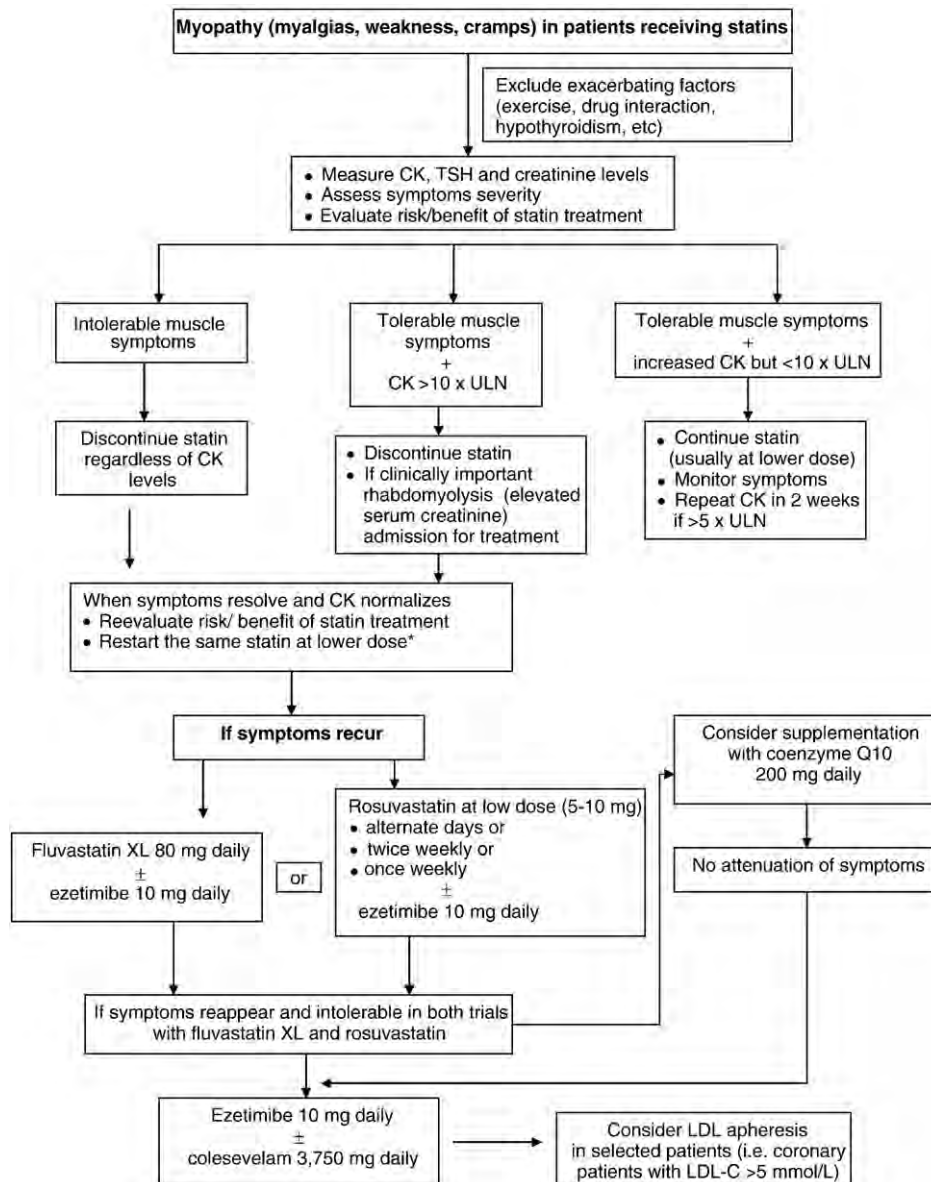 Myopathy (myalgias, weakness, cramps) in patients receiving statins
Exclude exacerbating factors
(exercise, drug interaction,
hypothyroidism, etc)
• Measure CK, TSH and creatinine levels
• Assess symptoms severity
• Evaluate risk/benefit of statin treatment
Intolerable muscle
symptoms
Tolerable muscle
symptoms
+
CK >10 x ULN
Tolerable muscle symptoms
+
increased CK but <10 x ULN
Discontinue statin
regardless of CK
levels
• Discontinue statin
• If clinically important
rhabdomyolysis (elevated
serum creatinine)
admission for treatment
• Continue statin
(usually at lower dose)
• Monitor symptoms
• Repeat CK in 2 weeks
if >5 x ULN
When symptoms resolve and CK normalizes
• Reevaluate risk/ benefit of statin treatment
• Restart the same statin at lower dose*
If symptoms recur
Consider supplementation
with coenzyme Q10
200 mg daily
Fluvastatin XL 80 mg daily
±
ezetimibe 10 mg daily
or
Rosuvastatin at low dose (5-10 mg)
• alternate days or
• twice weekly or
• once weekly
±
ezetimibe 10 mg daily
No attenuation of symptoms
If symptoms reappear and intolerable in both trials
with fluvastatin XL and rosuvastatin
Ezetimibe 10 mg daily
±
colesevelam 3,750 mg daily
Consider LDL apheresis
in selected patients (i.e. coronary
patients with LDL-C >5 mmol/L)